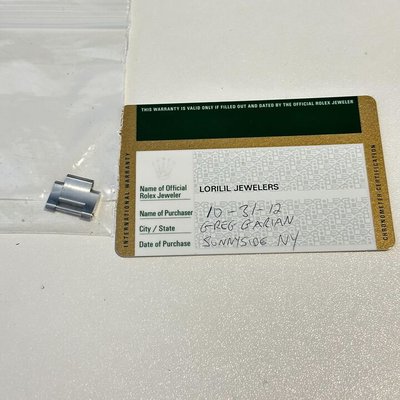 THIS WARRANTY IS VALID ONLY IF FILLED OUT AND DATED BY THE OFFICIAL ROLEX JEWELER
INTERNATIONAL WARRANTY
Name of Official
Rolex Jeweler
LORILIL JEWELERS
Name of Purchaser
10-31-12
City / State
GREG GARIAN
Date of Purchase
SUNNYSIDE NY
CHRONOMETER CERTIFICATION